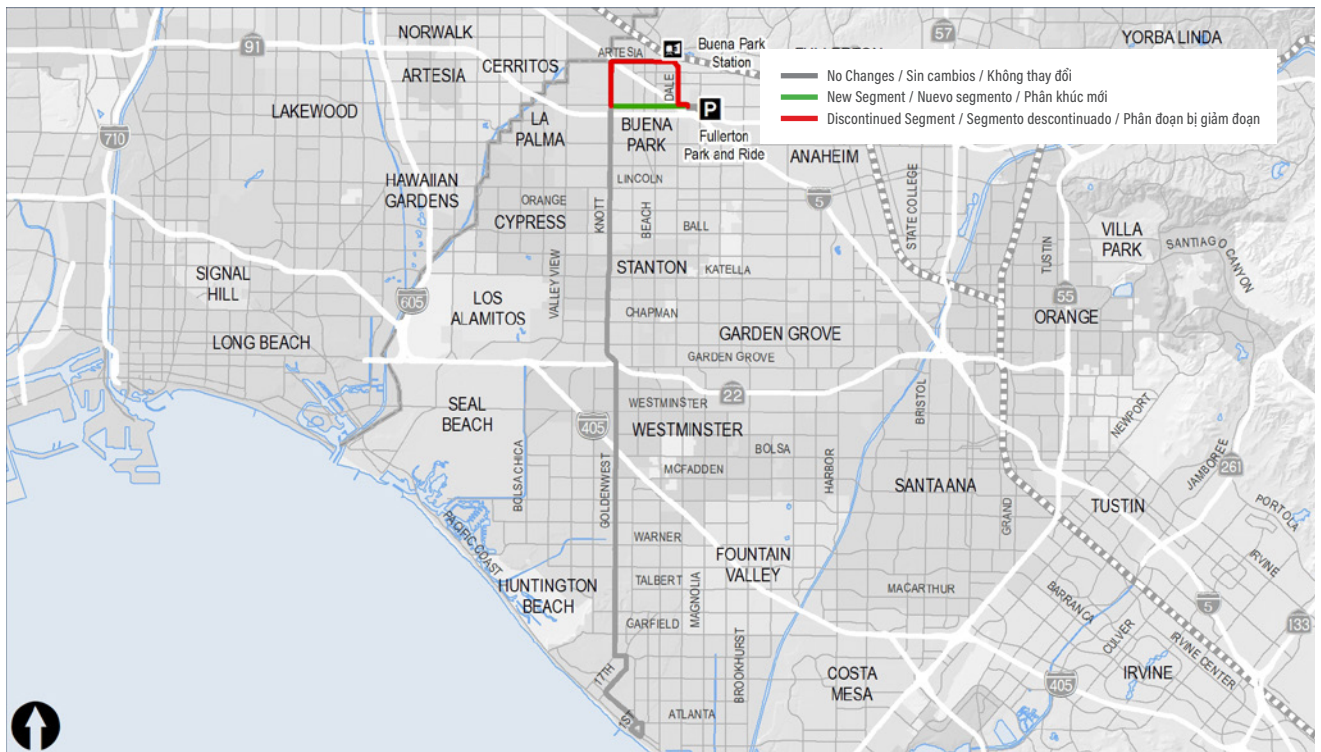 NORWALK
ARTESIA
CERRITOS
ARTESIA
Buena Park
Station
YORBA LINDA
91
57
LAKEWOOD
DALE
P
No Changes / Sin cambios / Không thay đổi
New Segment / Nuevo segmento / Phân khúc mới
Discontinued Segment / Segmento descontinuado / Phân đoạn bị giảm đoạn
710
LA
PALMA
BUENA
PARK
Fullerton
Park and Ride
ANAHEIM
HAWAIIAN
GARDENS
LINCOLN
ORANGE
CYPRESS
KNOTT
BEACH
BALL
5
STATE COLLEGE
VILLA
PARK
SANTIAGO CANYON
TUSTIN
SIGNAL
HILL
605
LOS
ALAMITOS
VALLEY VIEW
STANTON
KATELLA
55
ORANGE
CHAPMAN
LONG BEACH
GARDEN GROVE
GARDEN GROVE
SEAL
BEACH
22
WESTMINSTER
WESTMINSTER
405
BOLSA
BRISTOL
NEWPORT
JAMBOREE
261
BOLSA CHICA
GOLDENWEST
MCFADDEN
HARBOR
SANTA ANA
GRAND
TUSTIN
PORTOLA
PACIFIC COAST
WARNER
FOUNTAIN
VALLEY
IRVINE
HUNTINGTON
BEACH
TALBERT
MAGNOLIA
MACARTHUR
BARRANCA
5
133
GARFIELD
CULVER
IRVINE CENTER
17TH
BROOKHURST
COSTA
MESA
405
IRVINE
1ST
ATLANTA